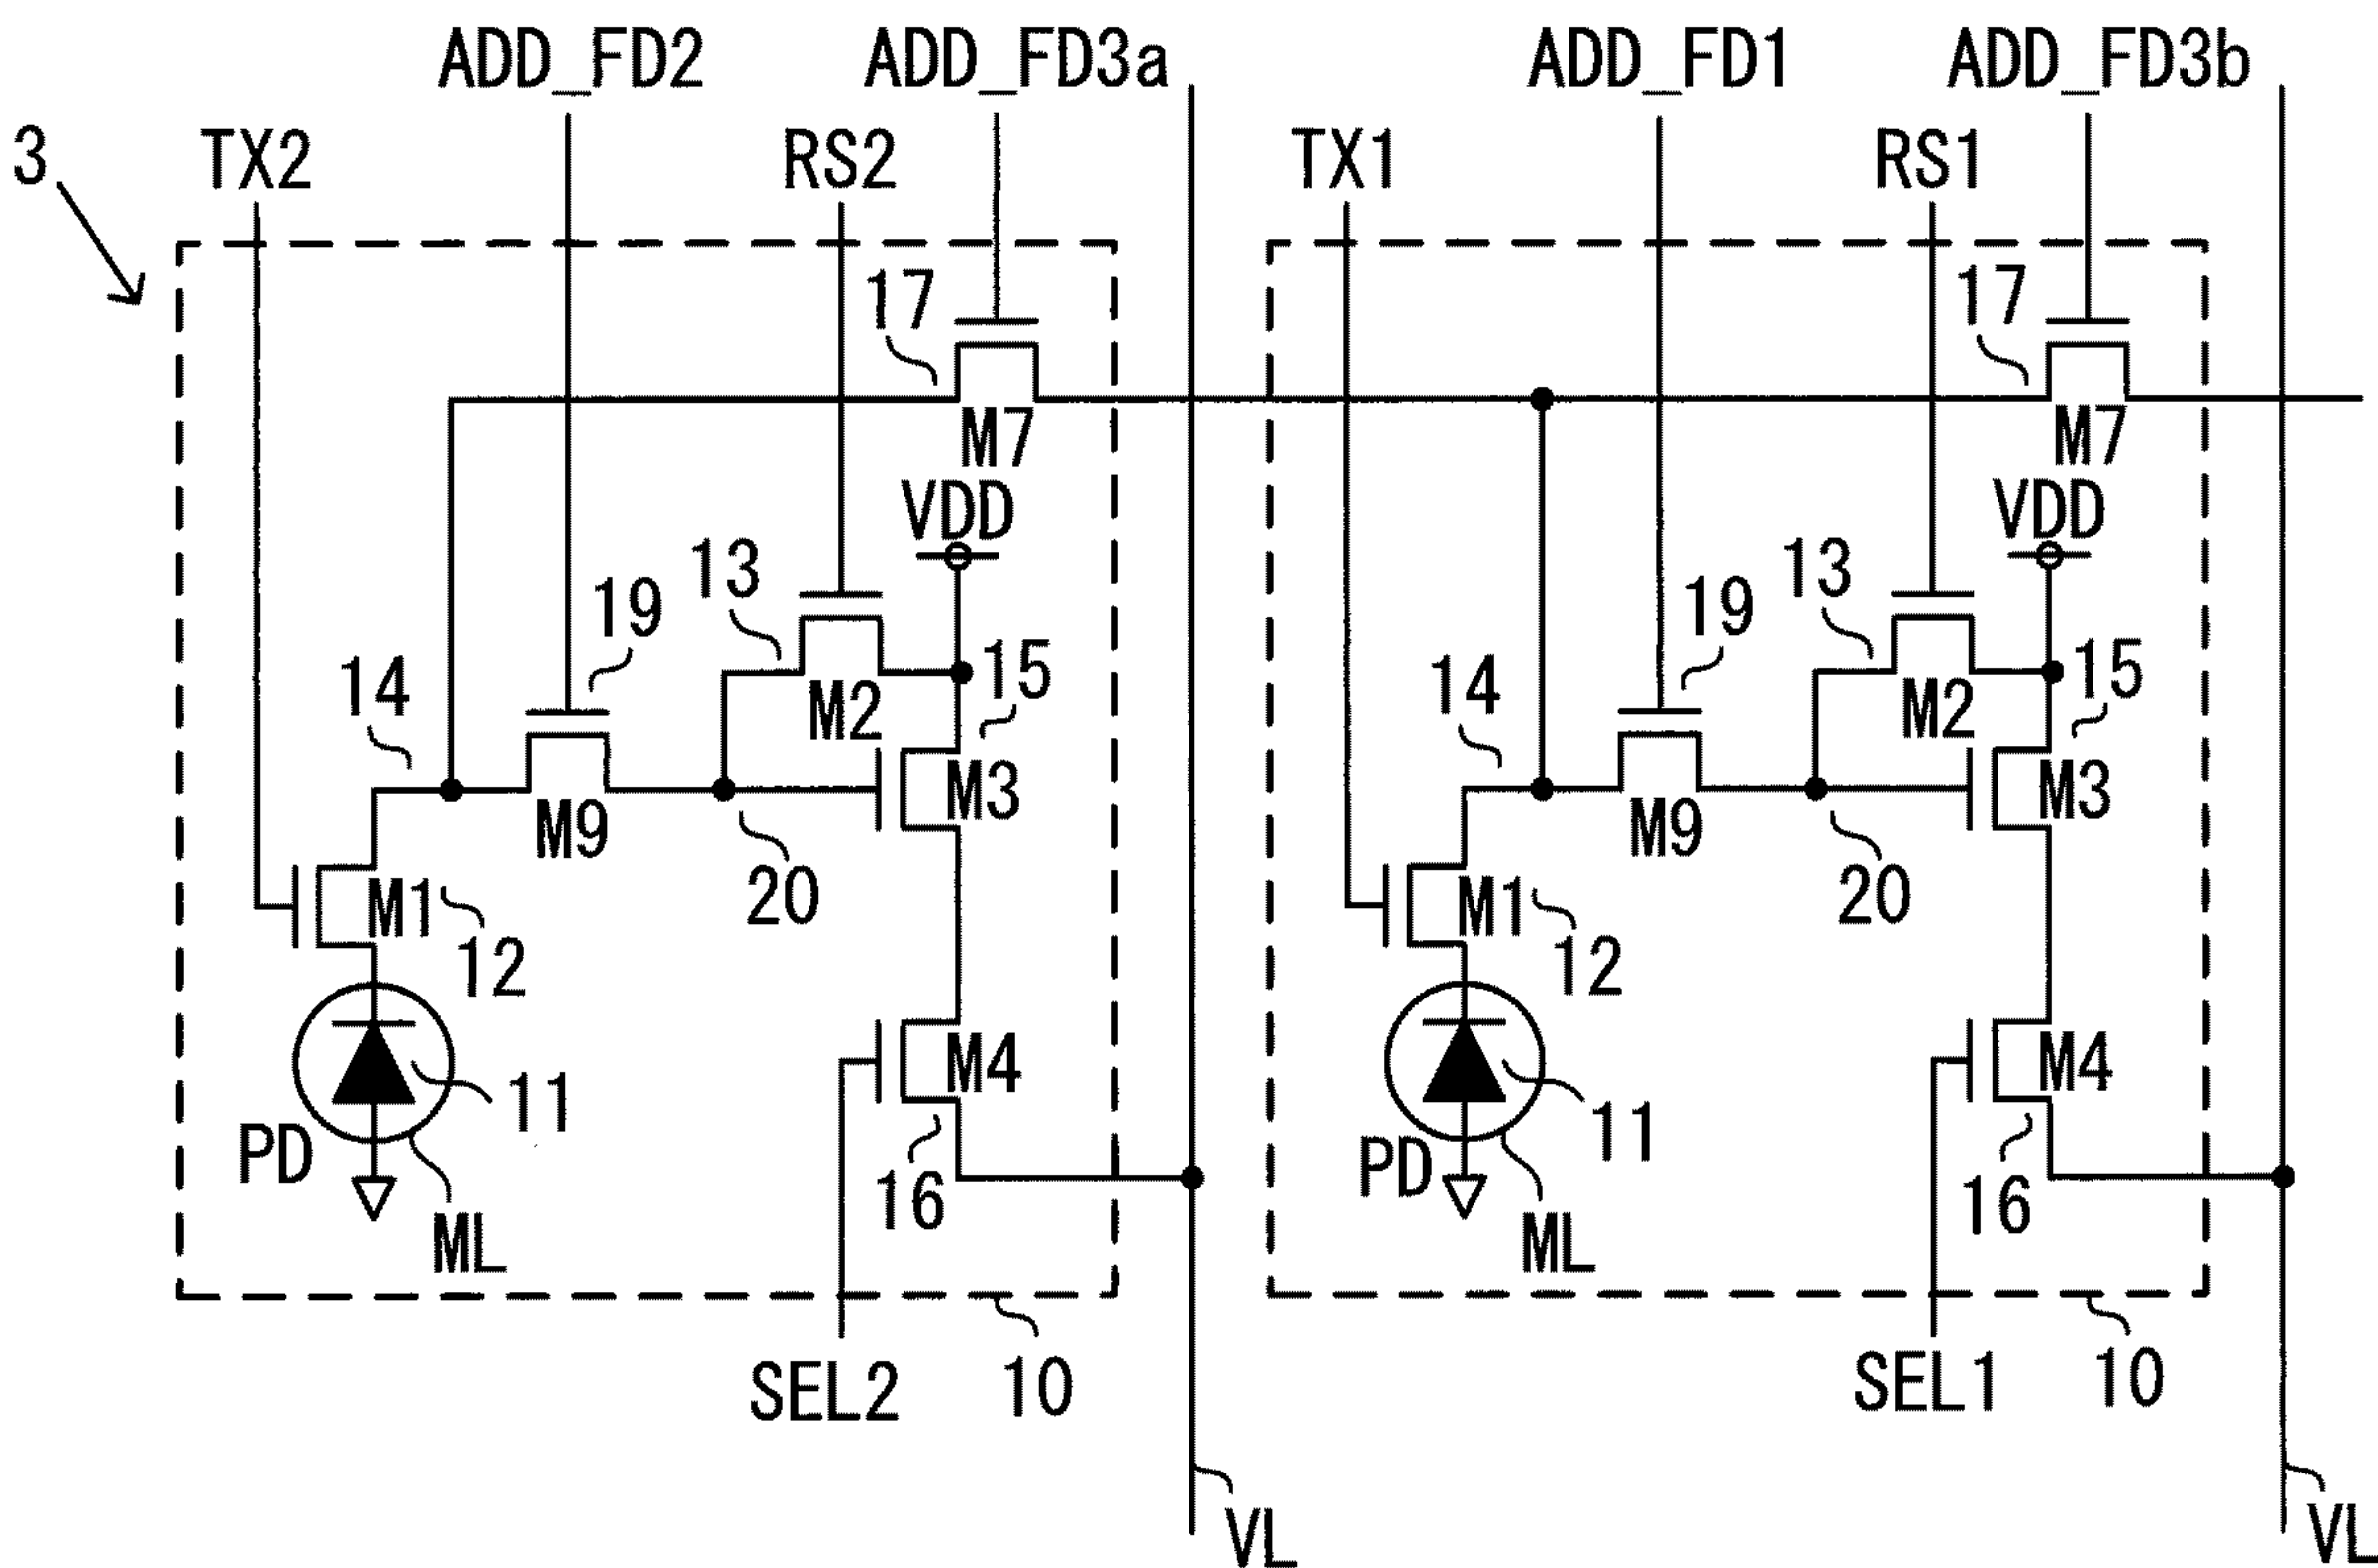 ADD_FD2 ADD_FD3a ADD_FD1 ADD_FD3b
3 TX2 RS2 TX1 RS1
17 17
M7 M7
VDD VDD
19 13 19 13
14 M2 15 14 M2 15
M9 M3 M9 M3
20 20
M1 12 M1 12
M4 M4
11 11
PD 16 PD 16
ML ML
SEL2 10 SEL1 10
VL VL